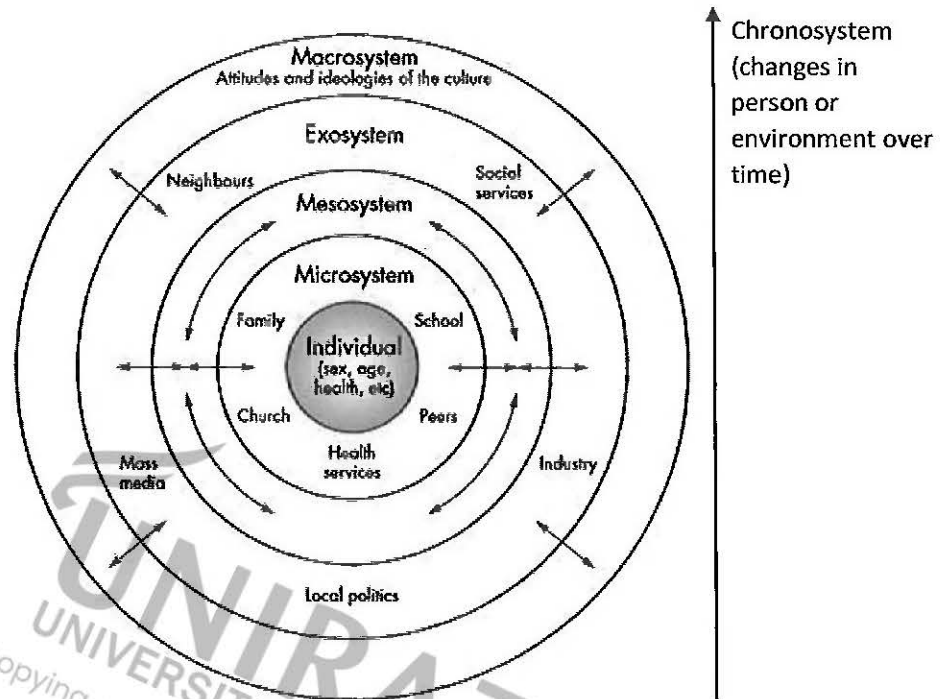 Macrosystem
Attitudes and ideologies of the culture
Exosystem
Neighbours
Social
services
Mesosystem
Microsystem
Family
School
Individual
(sex, age,
health, etc)
Church
Peers
Health
services
Mass
media
Industry
Local politics
Chronosystem
(changes in
person or
environment over
time)